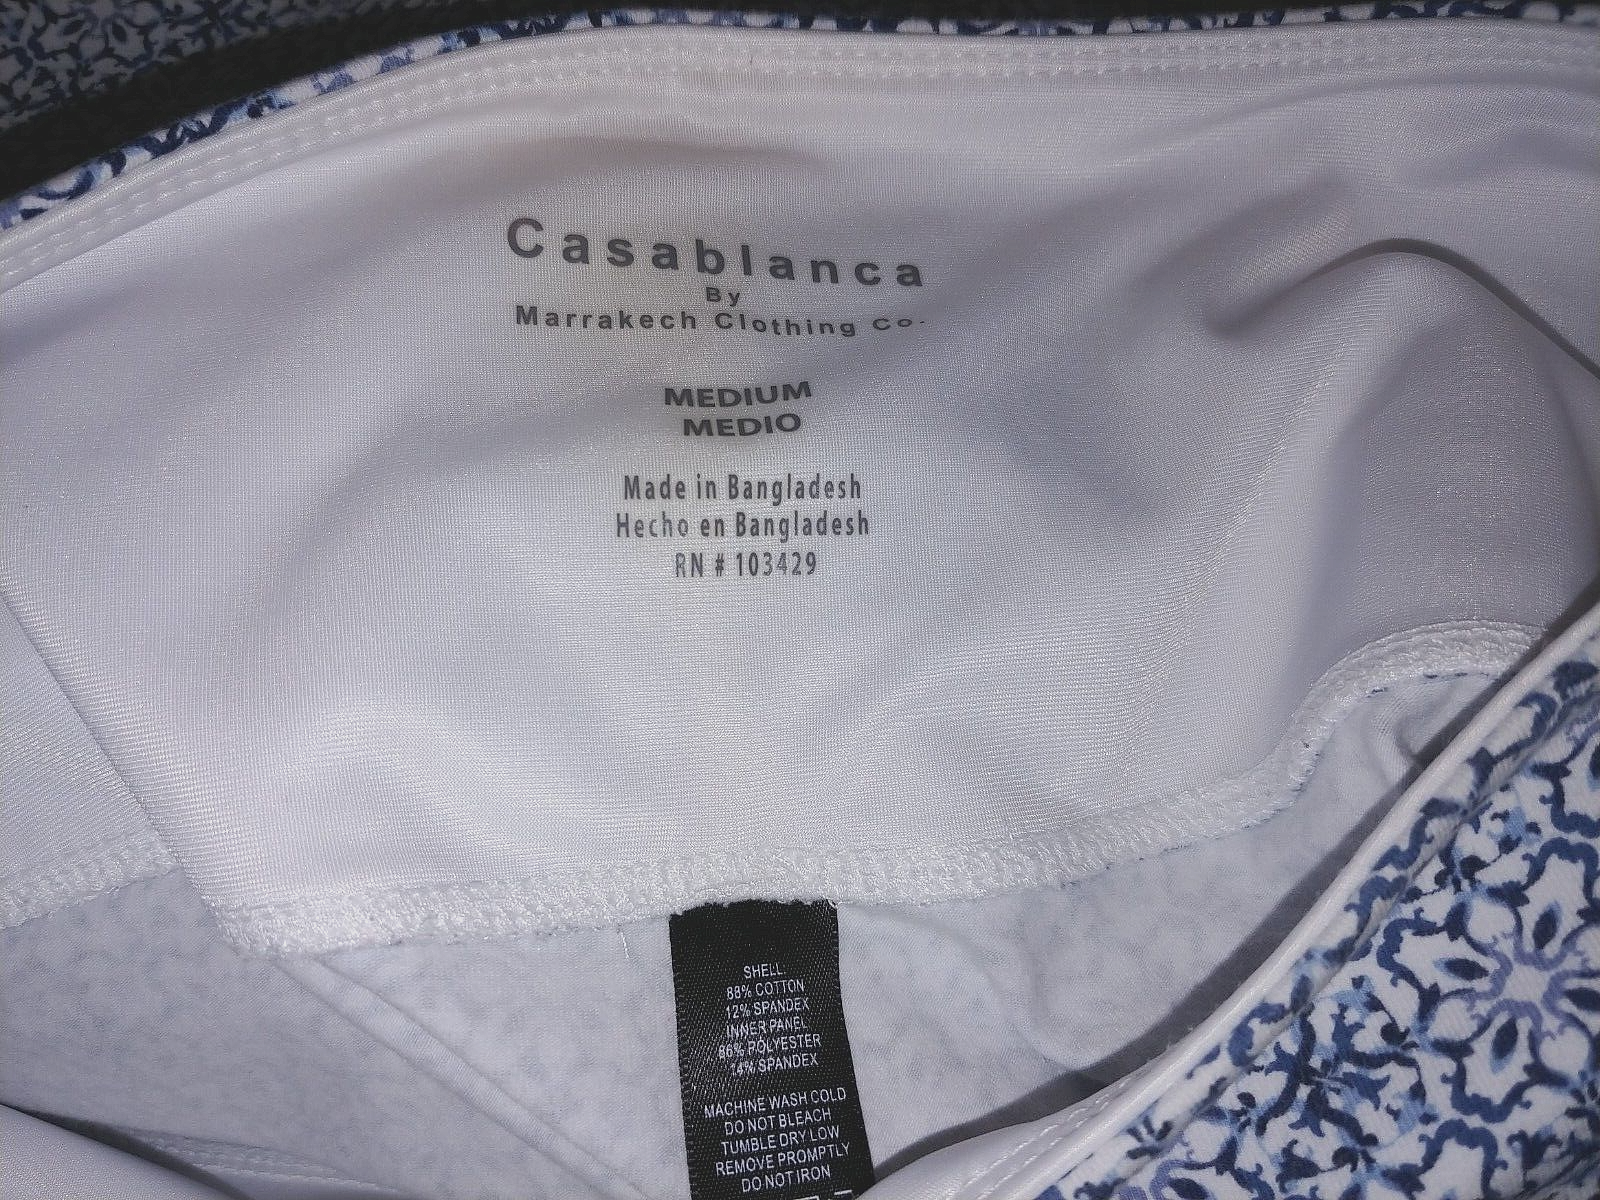 Casablanca
By
Marrakech Clothing Co.
MEDIUM
MEDIO
Made in Bangladesh
Hecho en Bangladesh
RN # 103429
SHELL:
88% COTTON
12% SPANDEX
INNER PANEL
86% POLYESTER
14% SPANDEX
MACHINE WASH COLD
DO NOT BLEACH
TUMBLE DRY LOW
REMOVE PROMPTLY
DO NOT IRON